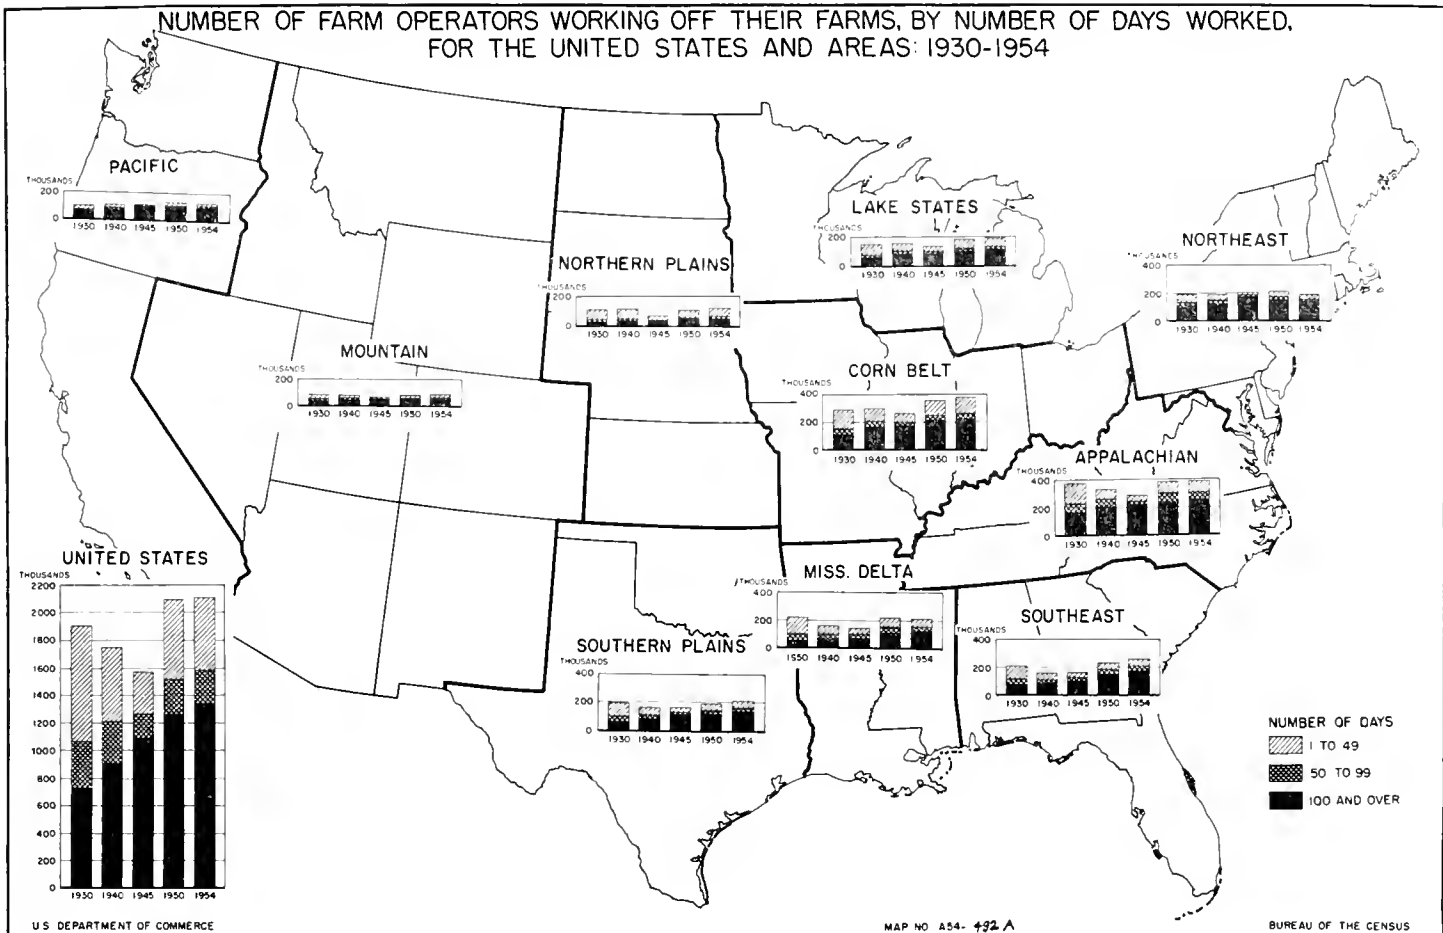 NUMBER OF FARM OPERATORS WORKING OFF THEIR FARMS, BY NUMBER OF DAYS WORKED,
FOR THE UNITED STATES AND AREAS: 1930-1954
PACIFIC
THOUSANDS
200
0
1930 1940 1945 1950 1954
LAKE STATES
THOUSANDS
200
0
1930 1940 1945 1950 1954
NORTHEAST
THOUSANDS
400
200
0
1930 1940 1945 1950 1954
NORTHERN PLAINS
THOUSANDS
200
0
1930 1940 1945 1950 1954
MOUNTAIN
THOUSANDS
200
0
1930 1940 1945 1950 1954
CORN BELT
THOUSANDS
400
200
0
1930 1940 1945 1950 1954
APPALACHIAN
THOUSANDS
400
200
0
1930 1940 1945 1950 1954
UNITED STATES
THOUSANDS
2200
2000
1800
1600
1400
1200
1000
800
600
400
200
0
1930 1940 1945 1950 1954
MISS. DELTA
THOUSANDS
400
200
0
1S50 1940 1945 1950 1954
SOUTHEAST
THOUSANDS
400
200
0
1930 1940 1945 1950 1954
SOUTHERN PLAINS
THOUSANDS
400
200
0
1930 1940 1945 1950 1954
NUMBER OF DAYS
1 TO 49
50 TO 99
100 AND OVER
U S DEPARTMENT OF COMMERCE
MAP NO A54-492 A
BUREAU OF THE CENSUS